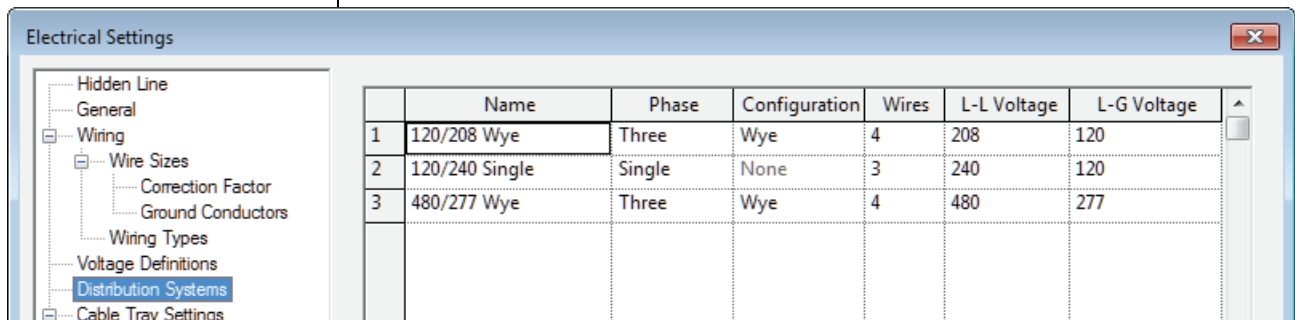 Electrical Settings
Hidden Line
General
Wiring
Wire Sizes
Correction Factor
Ground Conductors
Wiring Types
Voltage Definitions
Distribution Systems
Cable Tray Settings
Name Phase Configuration Wires L-L Voltage L-G Voltage
1 120/208 Wye Three Wye 4 208 120
2 120/240 Single Single None 3 240 120
3 480/277 Wye Three Wye 4 480 277